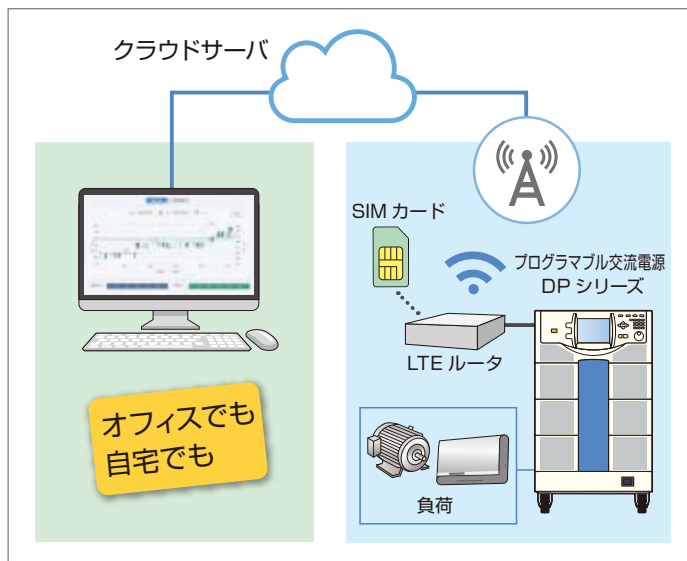 クラウドサーバ
SIM カード
プログラマブル交流電源
DP シリーズ
LTE ルータ
オフィスでも
自宅でも
負荷